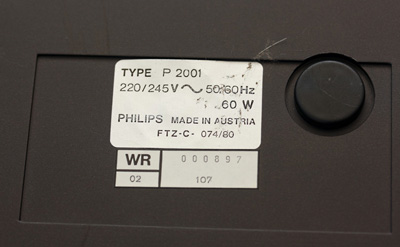 TYPE P 2001
220/245V ~ 50/60Hz
60 W
PHILIPS MADE IN AUSTRIA
FTZ-C- 074/80
WR 000897
02 107